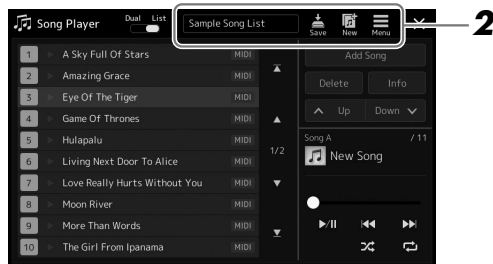 Song Player
Dual List
Sample Song List
Save
New
Menu
2
1 A Sky Full Of Stars MIDI
2 Amazing Grace MIDI
3 Eye Of The Tiger MIDI
4 Game Of Thrones MIDI
5 Hulapalu MIDI
6 Living Next Door To Alice MIDI
7 Love Really Hurts Without You MIDI
8 Moon River MIDI
9 More Than Words MIDI
10 The Girl From Ipanama MIDI
1/2
Add Song
Delete
Info
Up
Down
Song A
/ 11
New Song